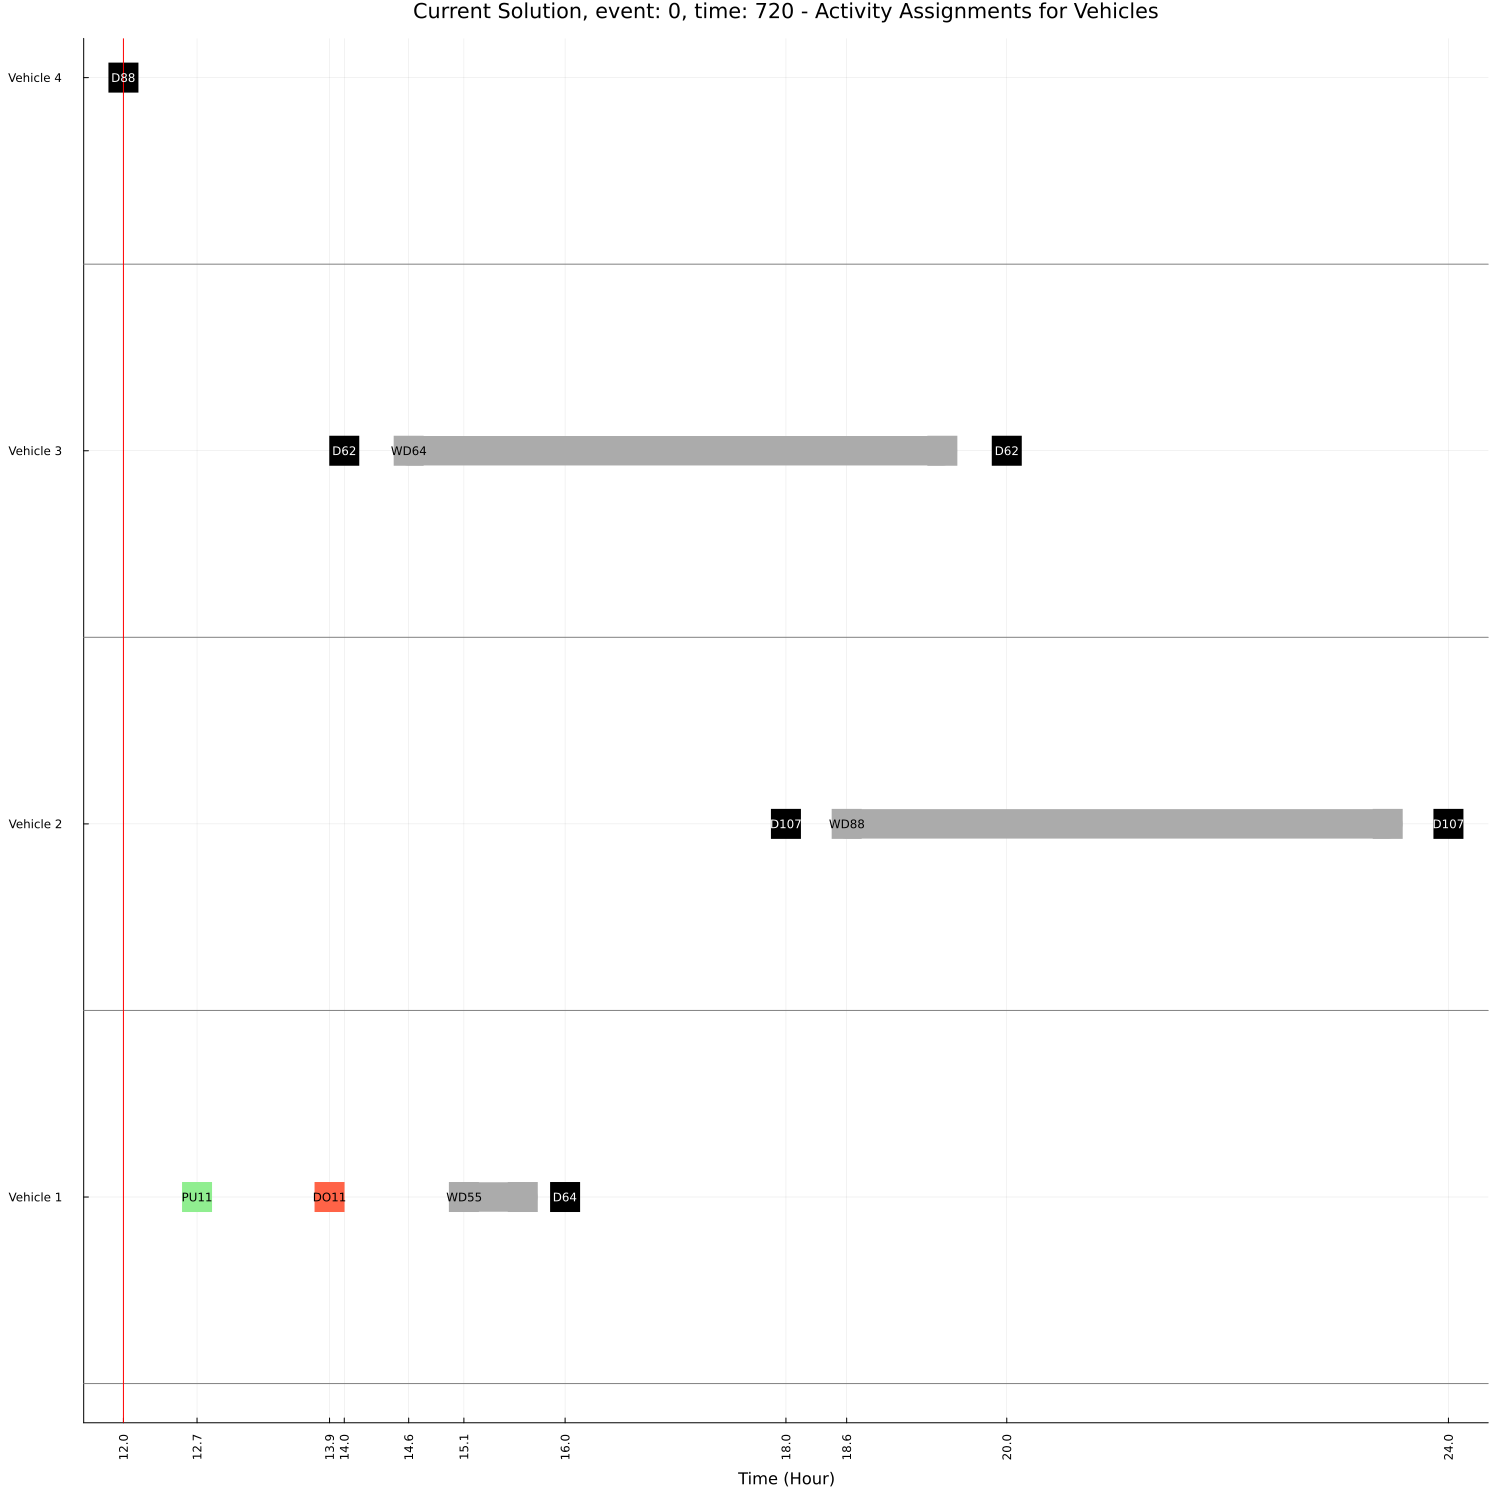 Current Solution, event: 0, time: 720 - Activity Assignments for Vehicles
Vehicle 4
D88
Vehicle 3
D62
WD64
D62
Vehicle 2
D107
WD88
D107
Vehicle 1
PU11
DO11
WD55
D64
12.0
12.7
13.9
14.0
14.6
15.1
16.0
18.0
18.6
20.0
24.0
Time (Hour)